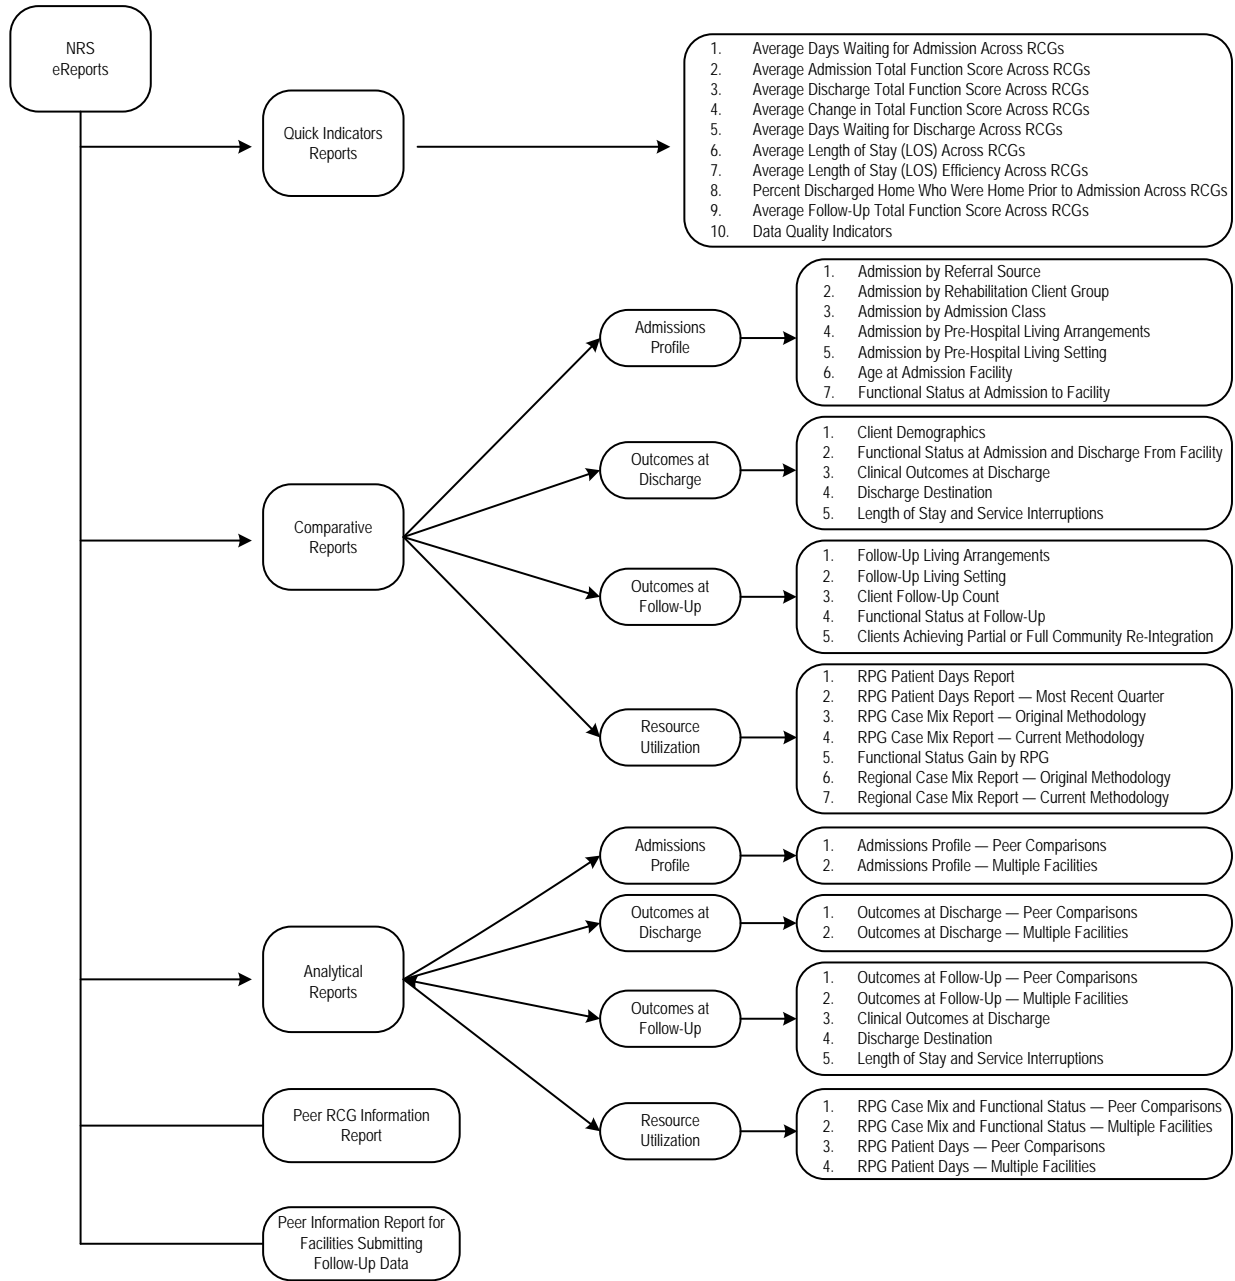 NRS
eReports
Quick Indicators
Reports
1. Average Days Waiting for Admission Across RCGs
2. Average Admission Total Function Score Across RCGs
3. Average Discharge Total Function Score Across RCGs
4. Average Change in Total Function Score Across RCGs
5. Average Days Waiting for Discharge Across RCGs
6. Average Length of Stay (LOS) Across RCGs
7. Average Length of Stay (LOS) Efficiency Across RCGs
8. Percent Discharged Home Who Were Home Prior to Admission Across RCGs
9. Average Follow-Up Total Function Score Across RCGs
10. Data Quality Indicators
Comparative
Reports
Admissions
Profile
1. Admission by Referral Source
2. Admission by Rehabilitation Client Group
3. Admission by Admission Class
4. Admission by Pre-Hospital Living Arrangements
5. Admission by Pre-Hospital Living Setting
6. Age at Admission Facility
7. Functional Status at Admission to Facility
Outcomes at
Discharge
1. Client Demographics
2. Functional Status at Admission and Discharge From Facility
3. Clinical Outcomes at Discharge
4. Discharge Destination
5. Length of Stay and Service Interruptions
Outcomes at
Follow-Up
1. Follow-Up Living Arrangements
2. Follow-Up Living Setting
3. Client Follow-Up Count
4. Functional Status at Follow-Up
5. Clients Achieving Partial or Full Community Re-Integration
Resource
Utilization
1. RPG Patient Days Report
2. RPG Patient Days Report — Most Recent Quarter
3. RPG Case Mix Report — Original Methodology
4. RPG Case Mix Report — Current Methodology
5. Functional Status Gain by RPG
6. Regional Case Mix Report — Original Methodology
7. Regional Case Mix Report — Current Methodology
Analytical
Reports
Admissions
Profile
1. Admissions Profile — Peer Comparisons
2. Admissions Profile — Multiple Facilities
Outcomes at
Discharge
1. Outcomes at Discharge — Peer Comparisons
2. Outcomes at Discharge — Multiple Facilities
Outcomes at
Follow-Up
1. Outcomes at Follow-Up — Peer Comparisons
2. Outcomes at Follow-Up — Multiple Facilities
3. Clinical Outcomes at Discharge
4. Discharge Destination
5. Length of Stay and Service Interruptions
Resource
Utilization
1. RPG Case Mix and Functional Status — Peer Comparisons
2. RPG Case Mix and Functional Status — Multiple Facilities
3. RPG Patient Days — Peer Comparisons
4. RPG Patient Days — Multiple Facilities
Peer RCG Information
Report
Peer Information Report for
Facilities Submitting
Follow-Up Data